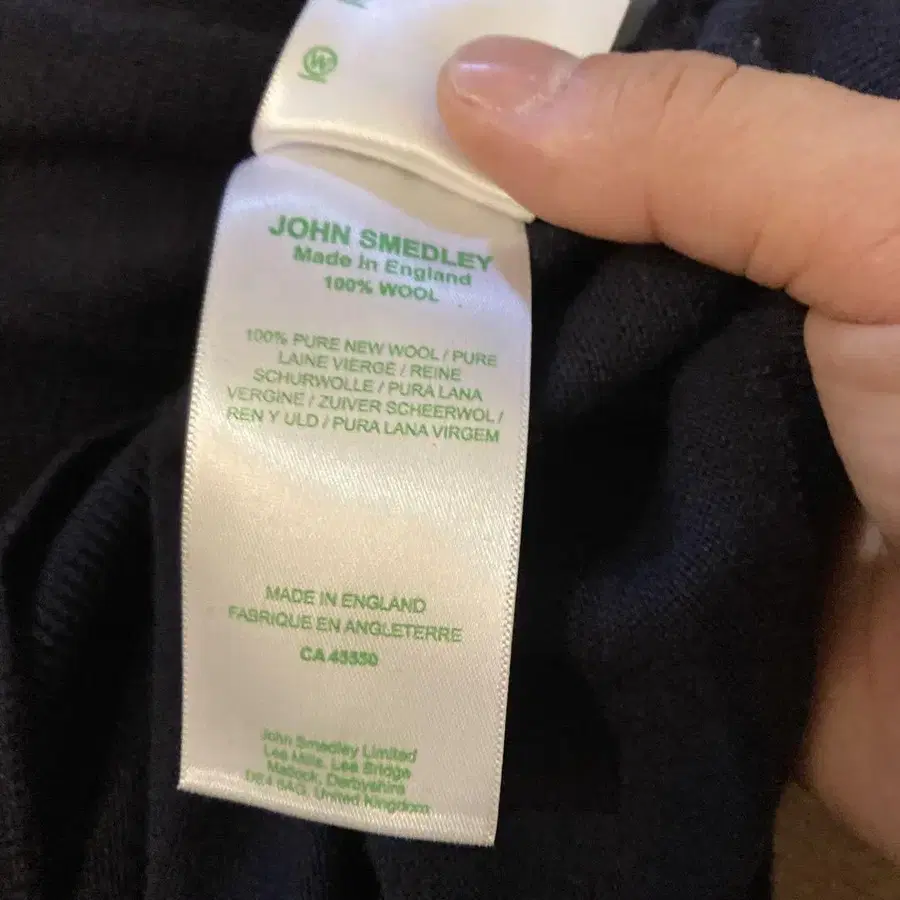 W
JOHN SMEDLEY
Made in England
100% WOOL
100% PURE NEW WOOL / PURE
LAINE VIERGE / REINE
SCHURWOLLE / PURA LANA
VERGINE / ZUIVER SCHEERWOL /
REN Y ULD / PURA LANA VIRGEM
MADE IN ENGLAND
FABRIQUE EN ANGLETERRE
CA 45550
John Smedley Limited
Lea Mills, Lea Bridge
Matlock, Derbyshire
DE4 5AG, United Kingdom